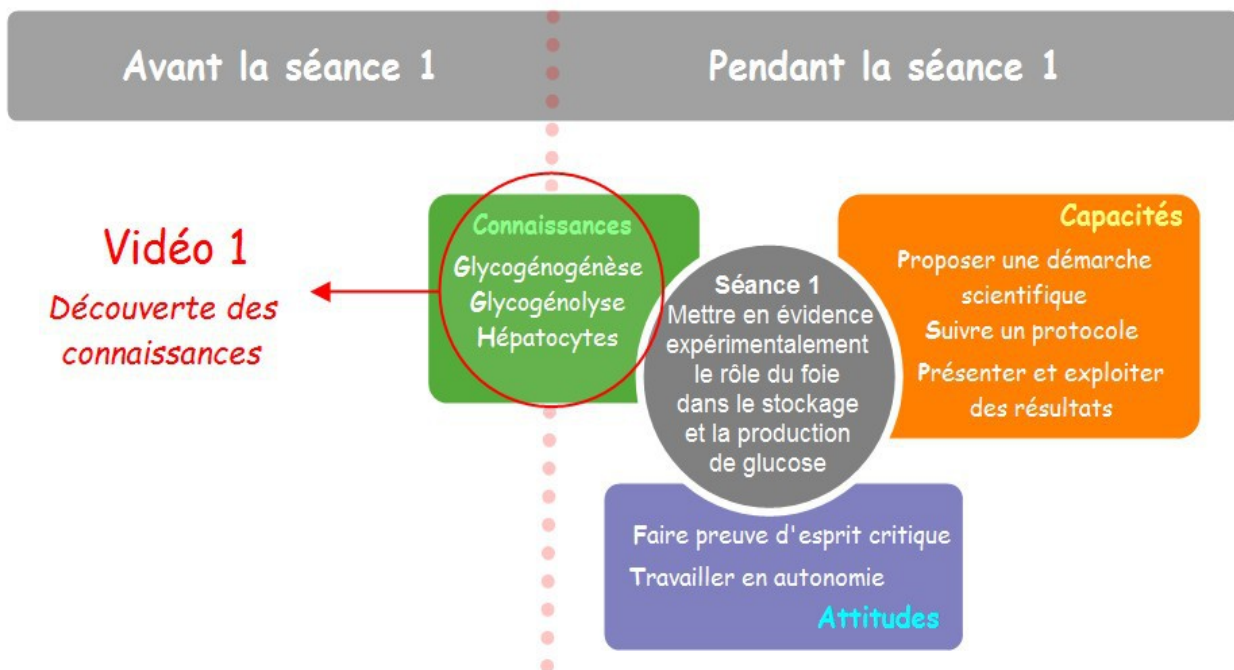 Avant la séance 1
Pendant la séance 1
Vidéo 1
Découverte des
connaissances
Connaissances
Glycogénogénèse
Glycogénolyse
Hépatocytes
Séance 1
Mettre en évidence
expérimentalement
le rôle du foie
dans le stockage
et la production
de glucose
Capacités
Proposer une démarche
scientifique
Suivre un protocole
Présenter et exploiter
des résultats
Faire preuve d'esprit critique
Travailler en autonomie
Attitudes